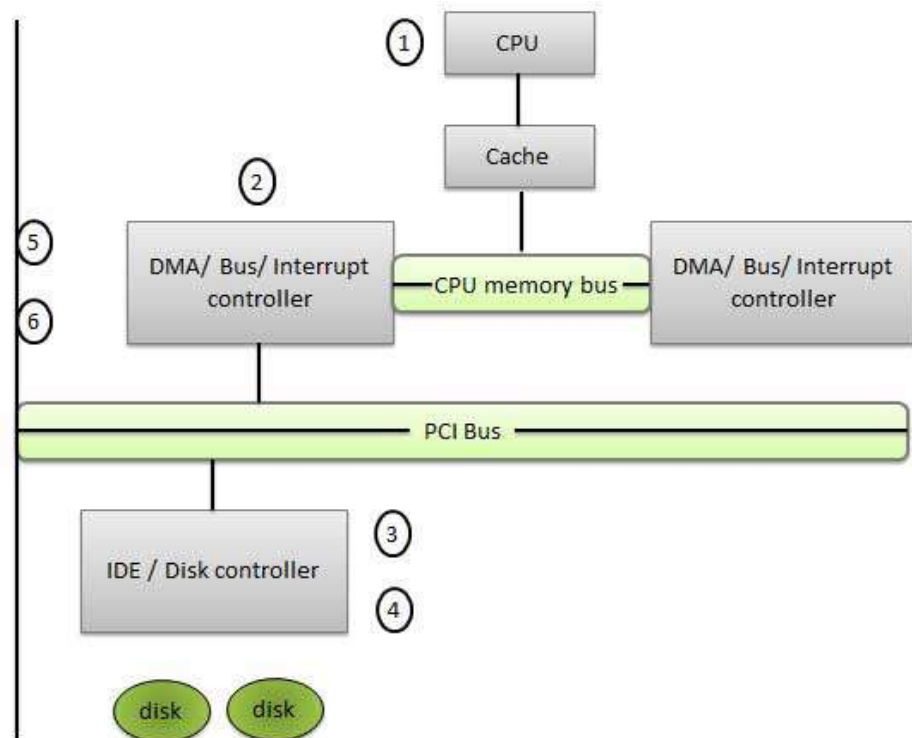 1
CPU
Cache
2
5
DMA/ Bus/ Interrupt
controller
CPU memory bus
DMA/ Bus/ Interrupt
controller
6
PCI Bus
3
IDE / Disk controller
4
disk
disk